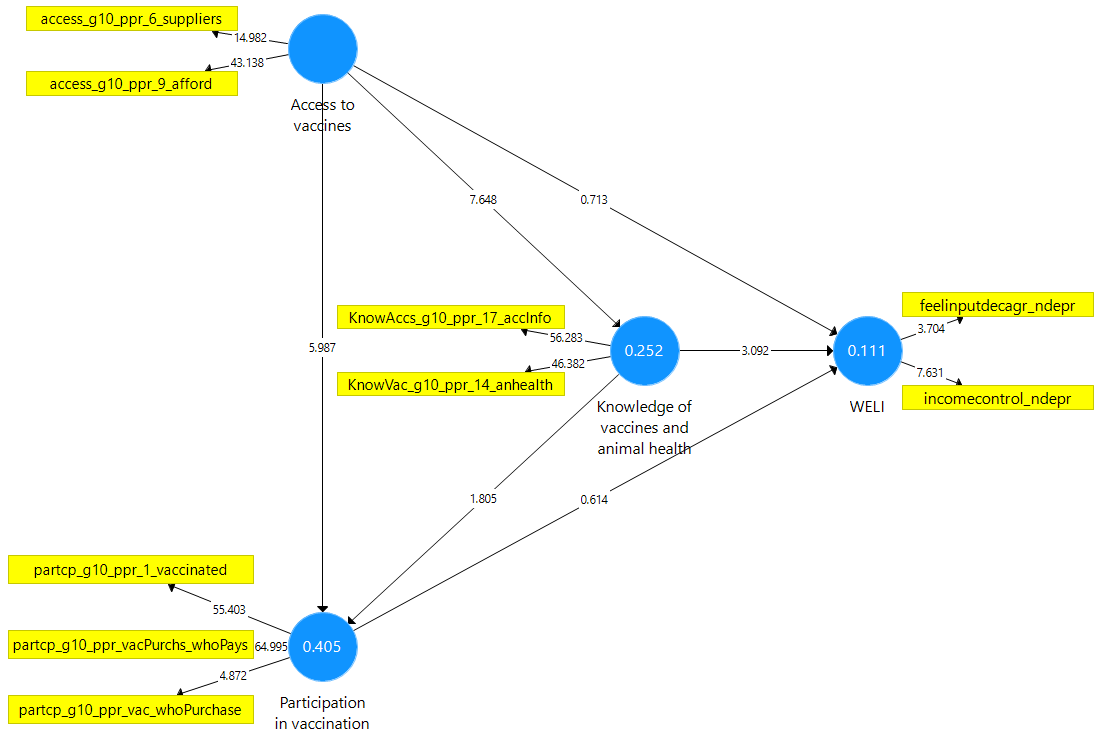 access_g10_ppr_6_suppliers
14.982
43.138
access_g10_ppr_9_afford
Access to
vaccines
7.648
0.713
5.987
KnowAccs_g10_ppr_17_accInfo
56.283
46.382
KnowVac_g10_ppr_14_anhealth
0.252
Knowledge of
vaccines and
animal health
3.092
0.111
WELI
feelinputdecagr_ndepr
3.704
7.631
incomecontrol_ndepr
1.805
0.614
partcp_g10_ppr_1_vaccinated
55.403
partcp_g10_ppr_vacPurchs_whoPays
64.995
0.405
4.872
partcp_g10_ppr_vac_whoPurchase
Participation
in vaccination